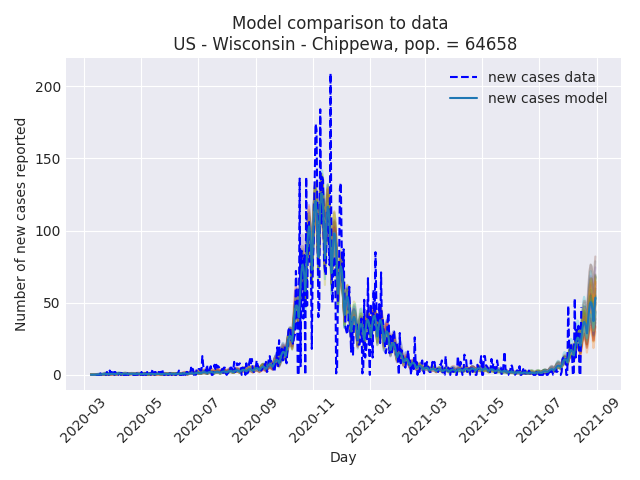 Model comparison to data
US - Wisconsin - Chippewa, pop. = 64658
new cases data
new cases model
Number of new cases reported
200
150
100
50
0
2020-03
2020-05
2020-07
2020-09
2020-11
2021-01
2021-03
2021-05
2021-07
2021-09
Day